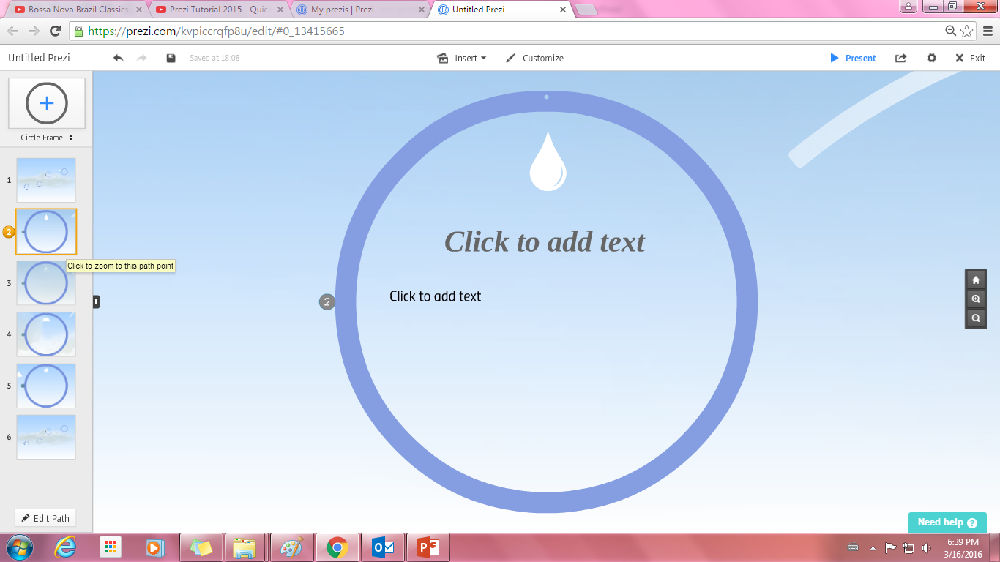 Bossa Nova Brazil Classics
Prezi Tutorial 2015 - Quick
My prezis | Prezi
Untitled Prezi
https://prezi.com/kvpiccrqfp8u/edit/#0_13415665
Untitled Prezi
Saved at 18:08
Insert
Customize
Present
Exit
Circle Frame
1
2
Click to zoom to this path point
3
4
5
6
Edit Path
2
Click to add text
Click to add text
Need help ?
6:39 PM
3/16/2016